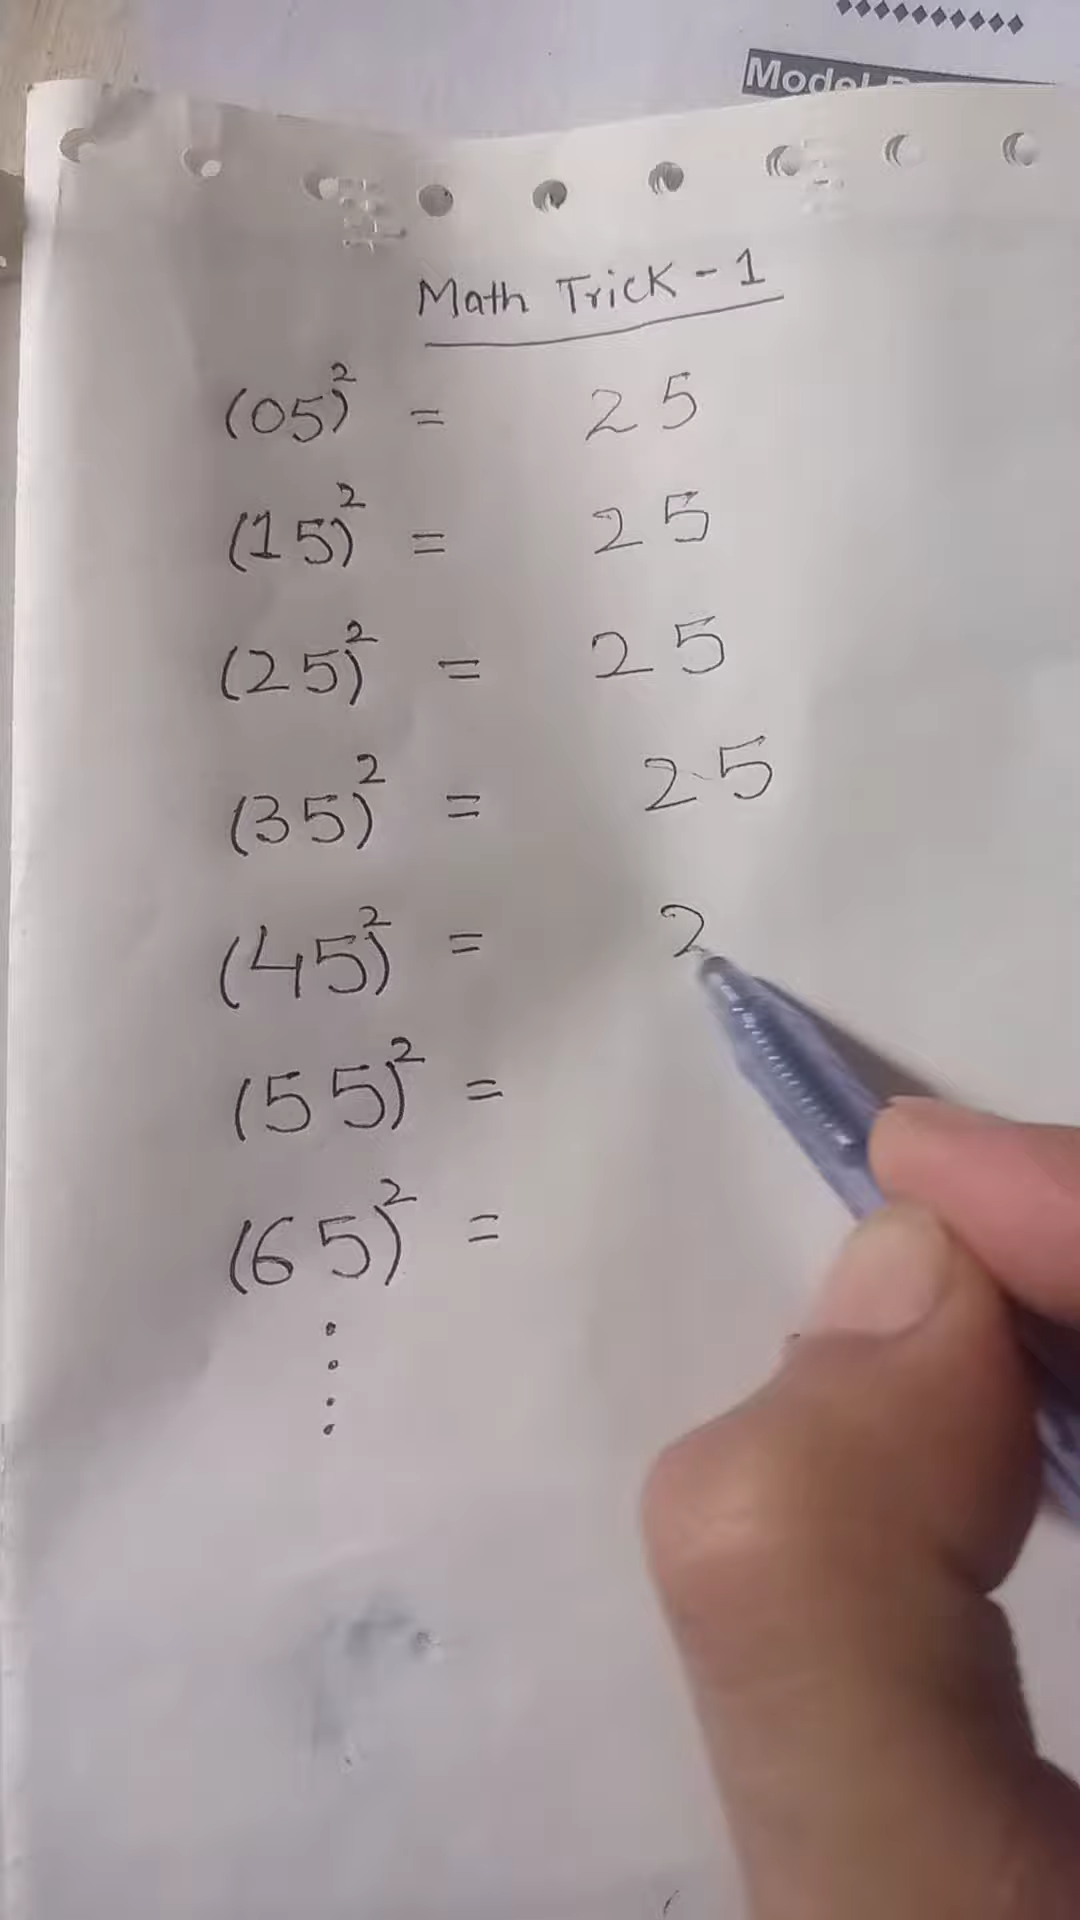 Math Trick - 1
(05)² = 25
(15)² = 25
(25)² = 25
(35)² = 25
(45)² = 2
(55)² =
(65)² =